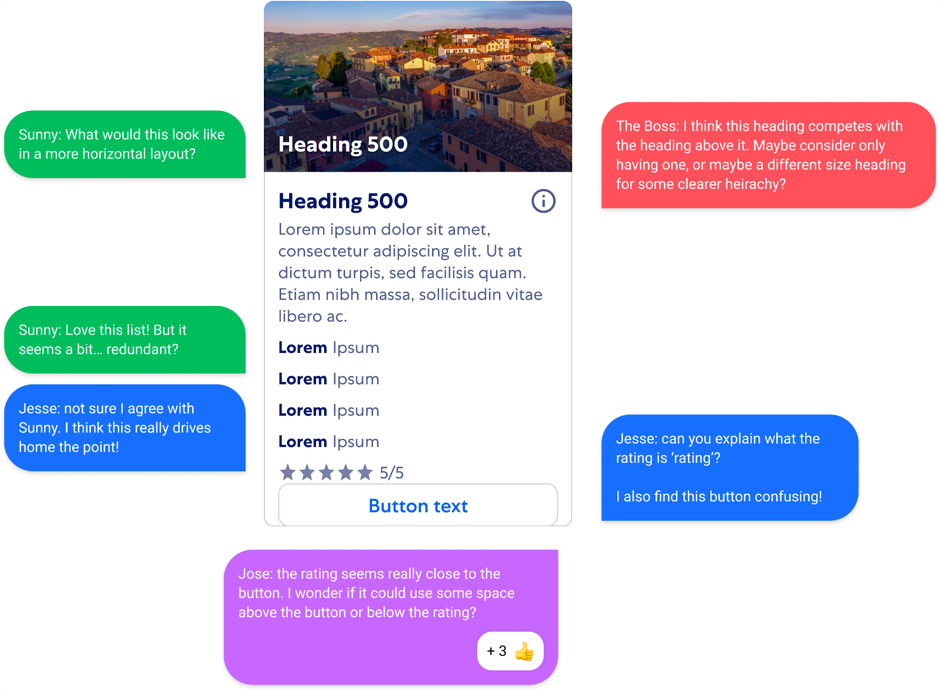 Heading 500
Sunny: What would this look like
in a more horizontal layout?
The Boss: I think this heading competes with
the heading above it. Maybe consider only
having one, or maybe a different size heading
for some clearer heirachy?
Heading 500
Lorem ipsum dolor sit amet,
consectetur adipiscing elit. Ut at
dictum turpis, sed facilisis quam.
Etiam nibh massa, sollicitudin vitae
libero ac.
Sunny: Love this list! But it
seems a bit... redundant?
Jesse: not sure I agree with
Sunny. I think this really drives
home the point!
Lorem Ipsum
Lorem Ipsum
Lorem Ipsum
Lorem Ipsum
5/5
Button text
Jesse: can you explain what the
rating is ‘rating’?
I also find this button confusing!
Jose: the rating seems really close to the
button. I wonder if it could use some space
above the button or below the rating?
+ 3 👍